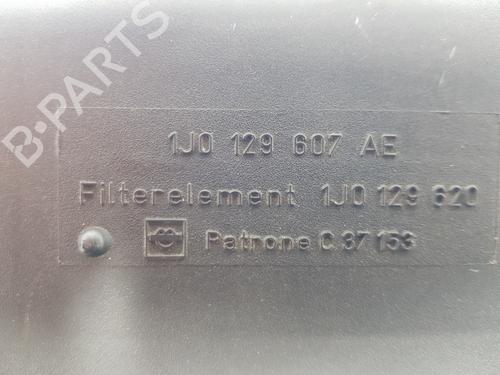 B-PARTS
1J0 129 607 AE
Filterelement 1J0 129 620
Patrone C 37 153